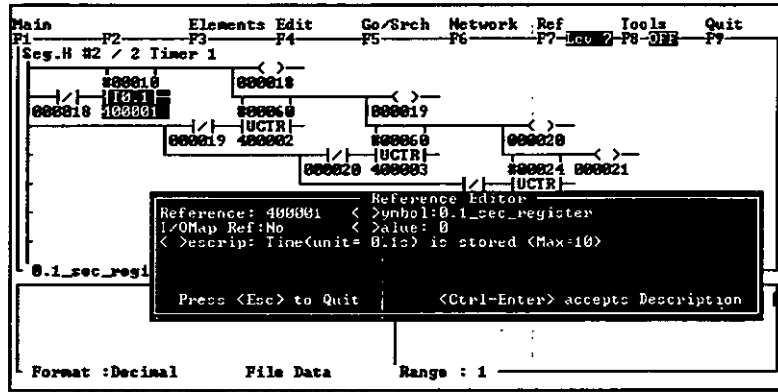 Main Elements Edit Go/Srch Network Ref Tools Quit
F1 F2 F3 F4 F5 F6 F7 Lev 2 F8 OFF F9
Seg.H #2 / 2 Timer 1
#00010 000018
T0.1
000018 400001 #00060 000019
UCTR
000019 400002 #00060 000020
UCTR
000020 400003 #00024 000021
UCTR
Reference Editor
Reference: 400001 < >ymbol:0.1_sec_register
I/OMap Ref:No < >alue: 0
< >escrip: Time(unit= 0.1s) is stored (Max=10)
0.1_sec_regi
Press <Esc> to Quit <Ctrl-Enter> accepts Description
Format :Decimal File Data Range : 1